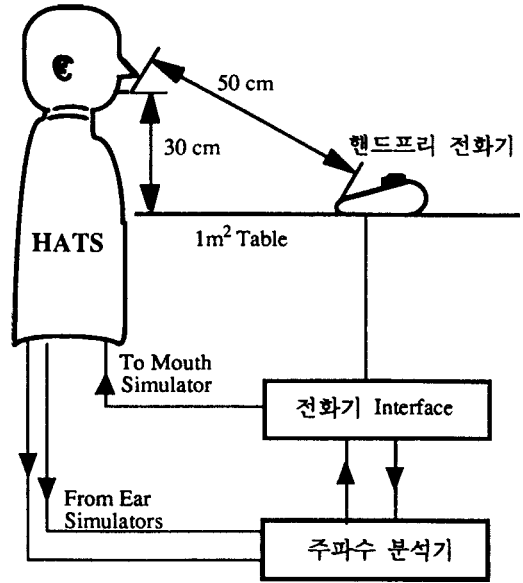 50 cm
30 cm
핸드프리 전화기
HATS
1m² Table
To Mouth
Simulator
전화기 Interface
From Ear
Simulators
주파수 분석기